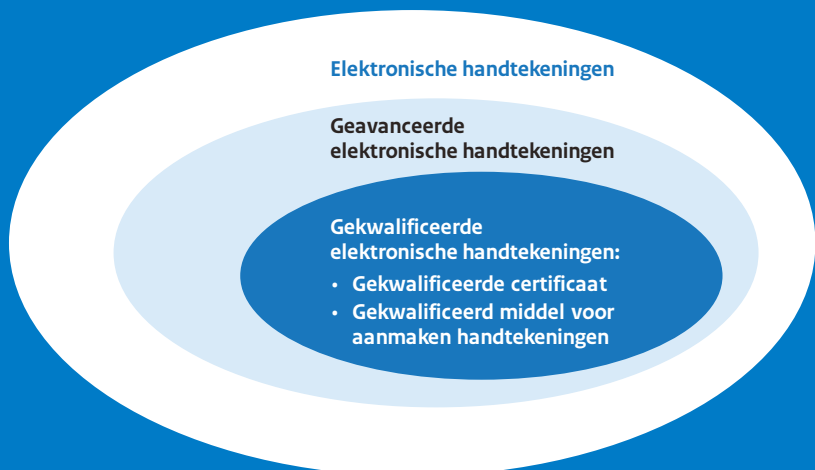 Elektronische handtekeningen
Geavanceerde
elektronische handtekeningen
Gekwalificeerde
elektronische handtekeningen:
• Gekwalificeerde certificaat
• Gekwalificeerd middel voor
aanmaken handtekeningen